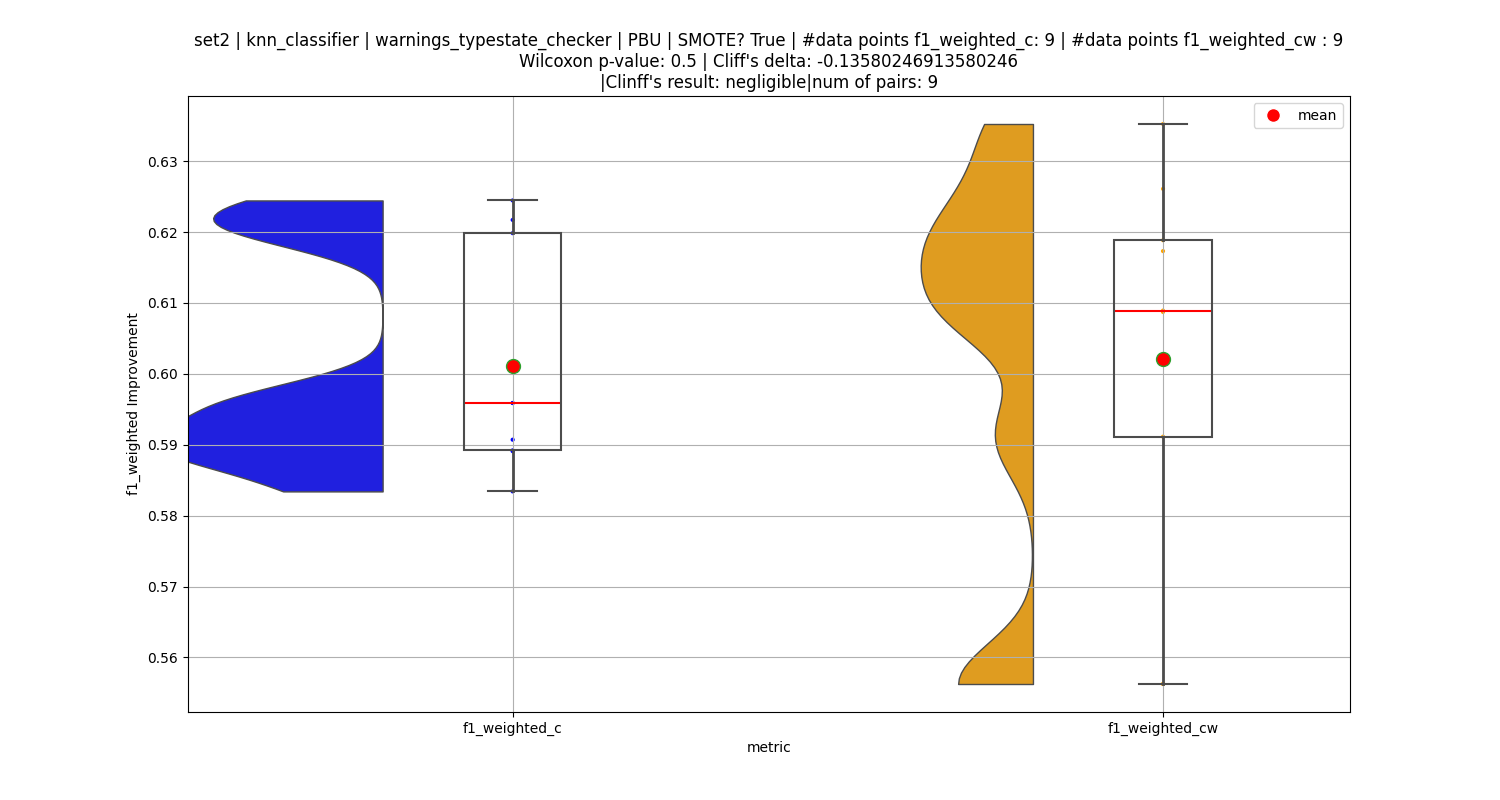 set2 | knn_classifier | warnings_typestate_checker | PBU | SMOTE? True | #data points f1_weighted_c: 9 | #data points f1_weighted_cw : 9
Wilcoxon p-value: 0.5 | Cliff's delta: -0.13580246913580246
|Clinff's result: negligible|num of pairs: 9
mean
0.63
0.62
0.61
0.60
0.59
0.58
0.57
0.56
f1_weighted Improvement
f1_weighted_c
f1_weighted_cw
metric